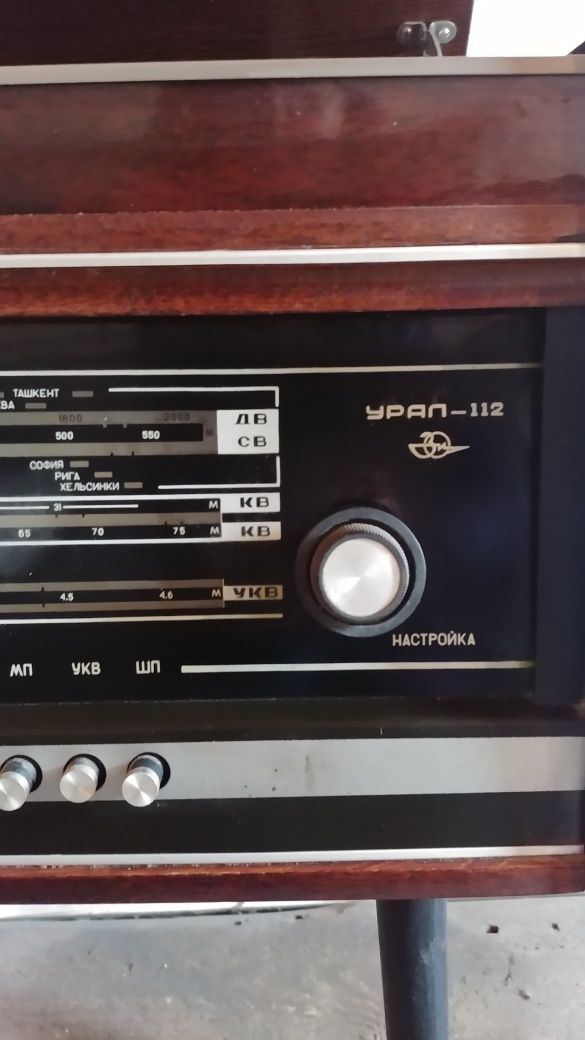 ТАШКЕНТ
ВА
1600 2000
ДВ
500 550 М
СВ
СОФИЯ
РИГА
ХЕЛЬСИНКИ
31 М КВ
65 70 75 М КВ
4.5 4.6 М УКВ
УРАЛ-112
НАСТРОЙКА
МП УКВ ШП